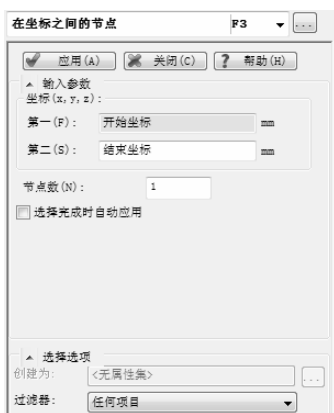 在坐标之间的节点 F3 ...
应用(A) 关闭(C) ? 帮助(H)
输入参数
坐标(x,y,z):
第一(F): 开始坐标 mm
第二(S): 结束坐标 mm
节点数(N): 1
选择完成时自动应用
选择选项
创建为: <无属性集> ...
过滤器: 任何项目